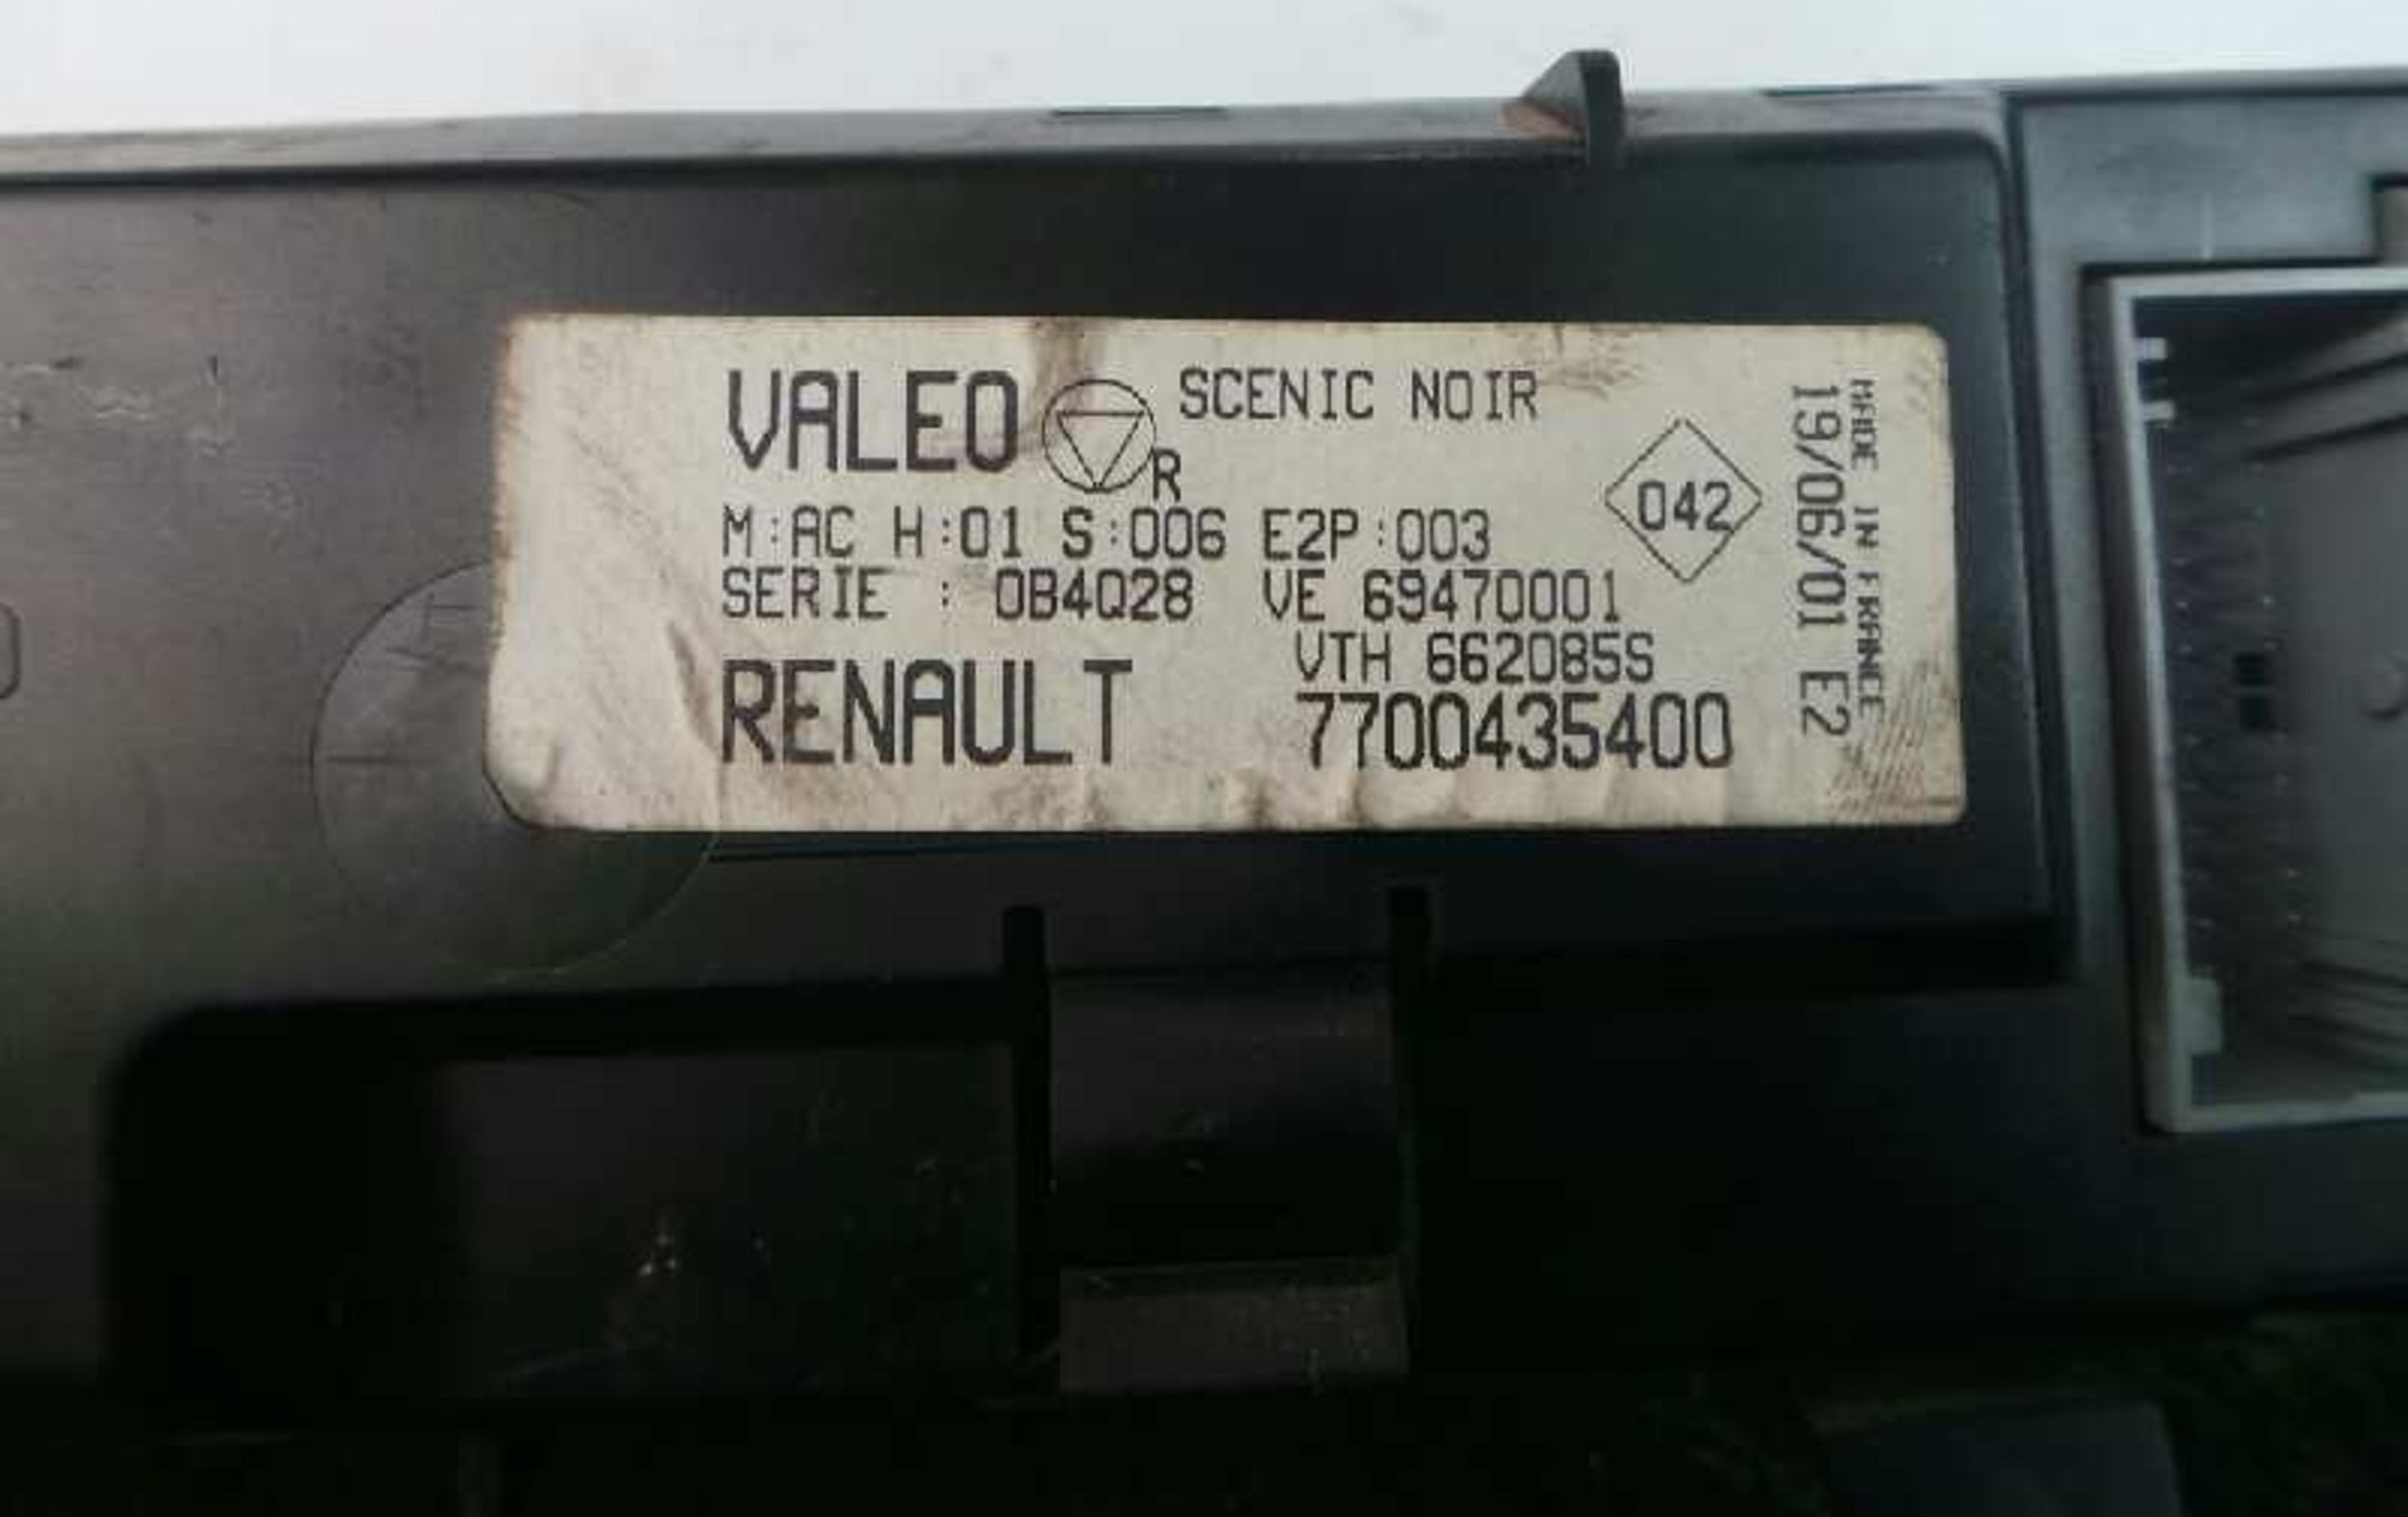 VALEO R SCENIC NOIR
M:AC H:01 S:006 E2P:003
042
SERIE : 0B4Q28 VE 69470001
VTH 662085S
RENAULT 7700435400
MADE IN FRANCE
19/06/01 E2